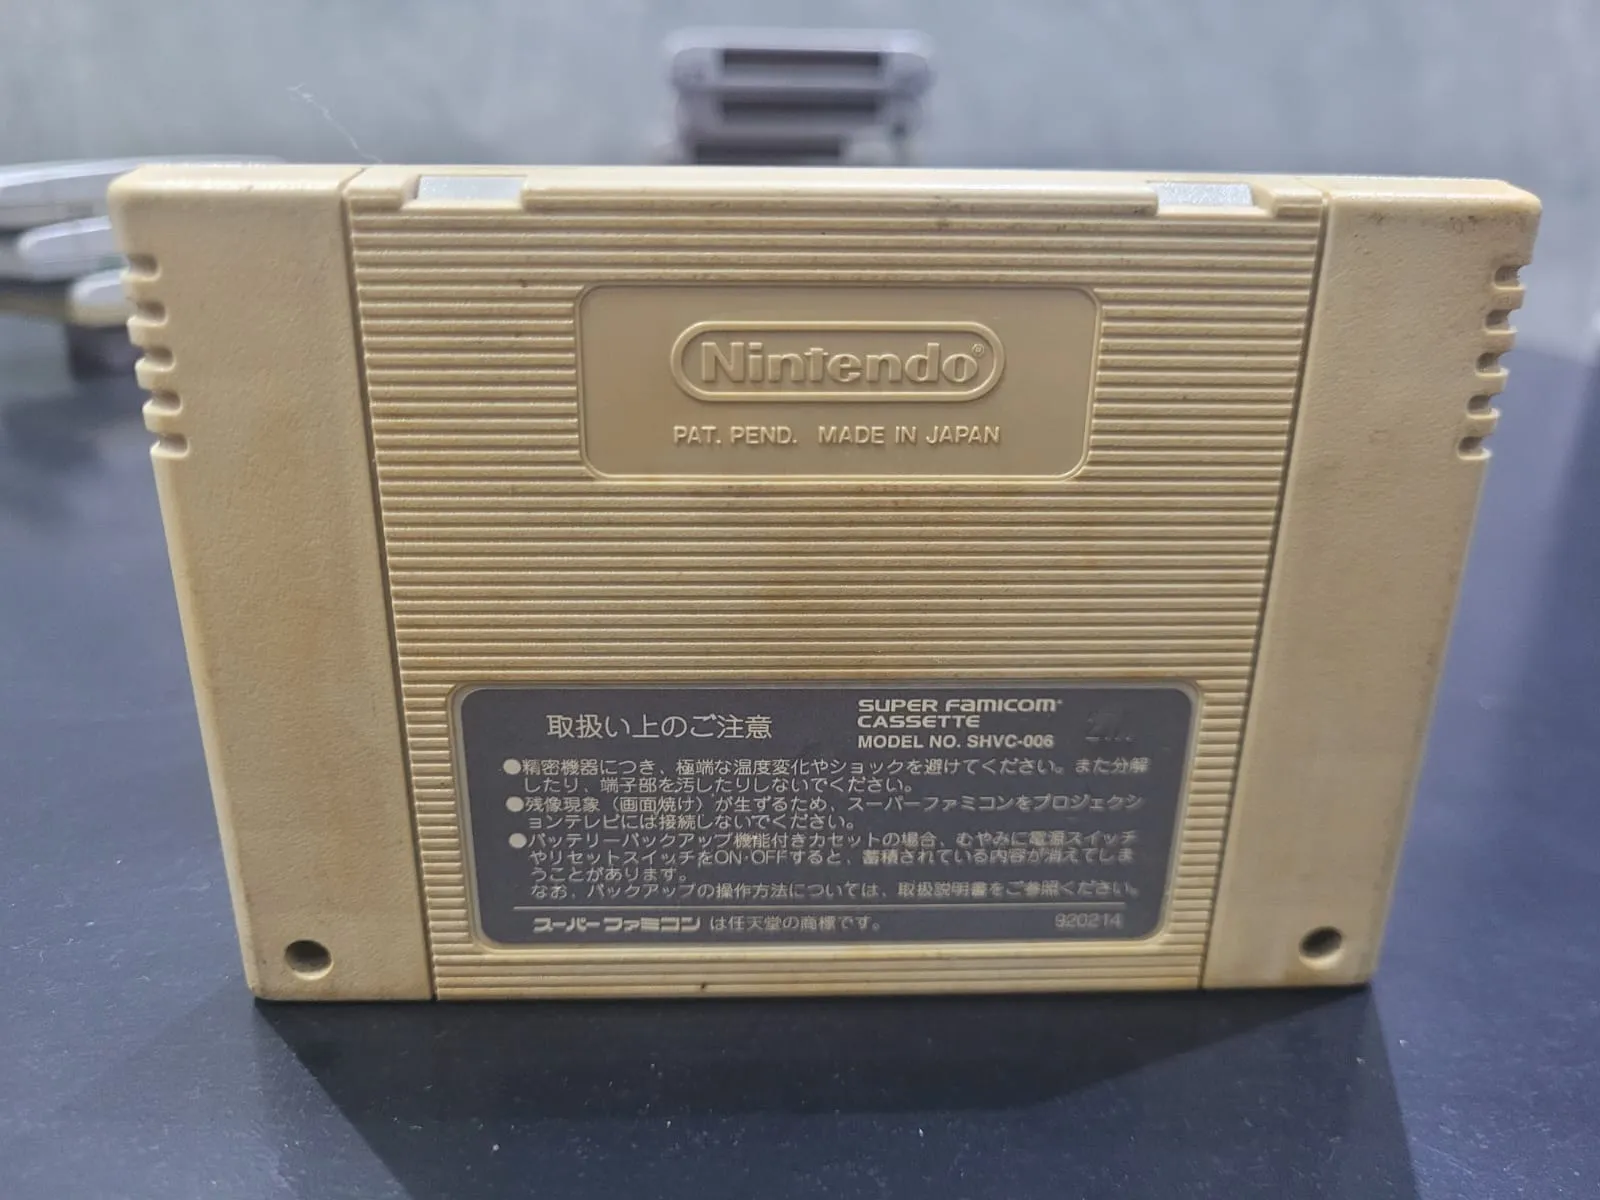 Nintendo®
PAT. PEND. MADE IN JAPAN
取扱い上のご注意
SUPER FAMICOM
CASSETTE
MODEL NO. SHVC-006
●精密機器につき、極端な温度変化やショックを避けてください。また分解
したり、端子部を汚したりしないでください。
●残像現象（画面焼け）が生ずるため、スーパーファミコンをプロジェクシ
ョンテレビには接続しないでください。
●バッテリーバックアップ機能付きカセットの場合、むやみに電源スイッチ
やリセットスイッチをON・OFFすると、蓄積されている内容が消えてしま
うことがあります。
なお、バックアップの操作方法については、取扱説明書をご参照ください。
スーパーファミコンは任天堂の商標です。
920214